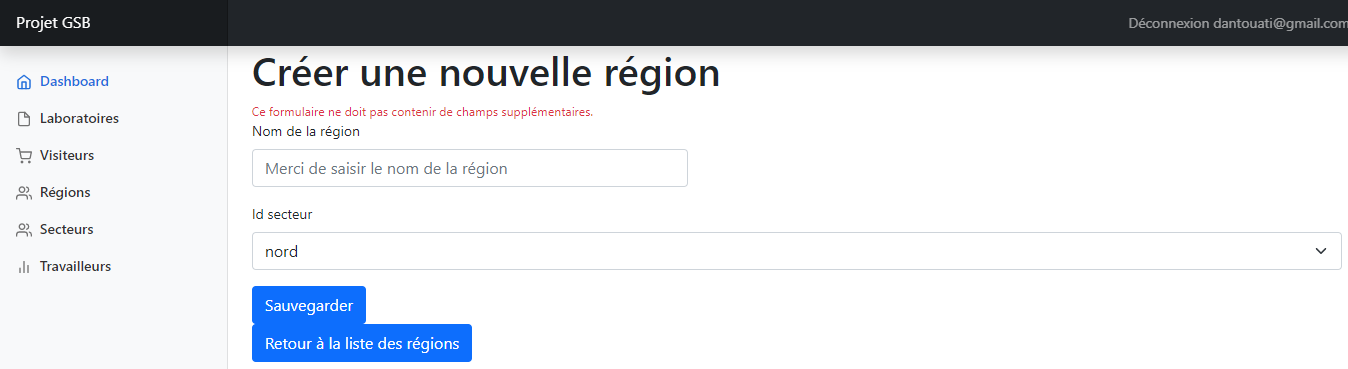 Projet GSB
Déconnexion dantouati@gmail.com
Dashboard
Laboratoires
Visiteurs
Régions
Secteurs
Travailleurs
Créer une nouvelle région
Ce formulaire ne doit pas contenir de champs supplémentaires.
Nom de la région
Merci de saisir le nom de la région
Id secteur
nord
Sauvegarder
Retour à la liste des régions